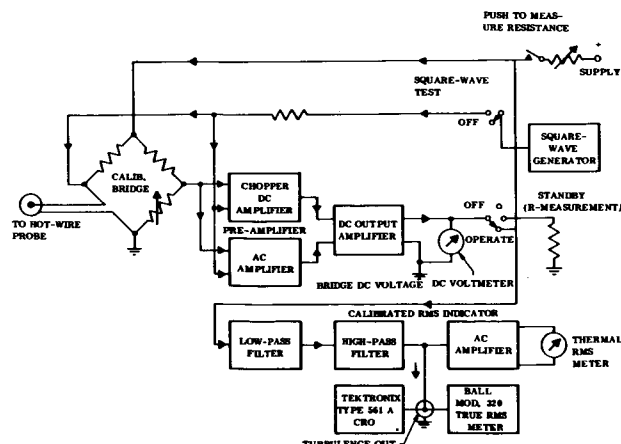 PUSH TO MEAS-
URE RESISTANCE
+
SUPPLY
SQUARE-WAVE
TEST
OFF
SQUARE-
WAVE
GENERATOR
CALIB.
BRIDGE
TO HOT-WIRE
PROBE
CHOPPER
DC
AMPLIFIER
PRE-AMPLIFIER
AC
AMPLIFIER
DC OUTPUT
AMPLIFIER
OFF
STANDBY
(R-MEASUREMENT)
OPERATE
BRIDGE DC VOLTAGE
DC VOLTMETER
CALIBRATED RMS INDICATOR
LOW-PASS
FILTER
HIGH-PASS
FILTER
AC
AMPLIFIER
THERMAL
RMS
METER
TEKTRONIX
TYPE 561 A
CRO
BALL
MOD. 320
TRUE RMS
METER
TURBULENCE OUT